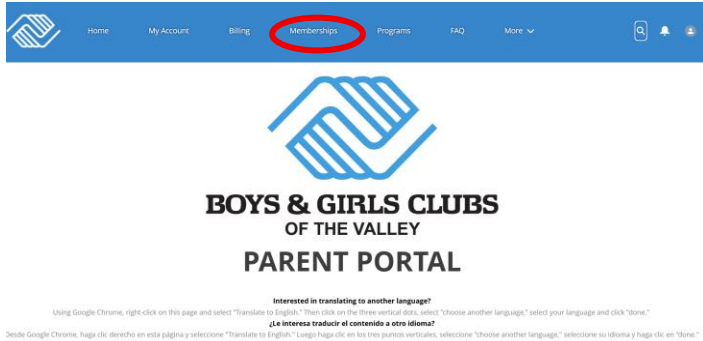 Home My Account Billing Memberships Programs FAQ More
BOYS & GIRLS CLUBS
OF THE VALLEY
PARENT PORTAL
Interested in translating to another language?
Using Google Chrome, right-click on this page and select "Translate to English." Then click on the three vertical dots, select "choose another language," select your language and click "done."
¿Le interesa traducir el contenido a otro idioma?
Desde Google Chrome, haga clic derecho en esta página y seleccione "Translate to English." Luego haga clic en los tres puntos verticales, seleccione "choose another language," seleccione su idioma y haga clic en "done."